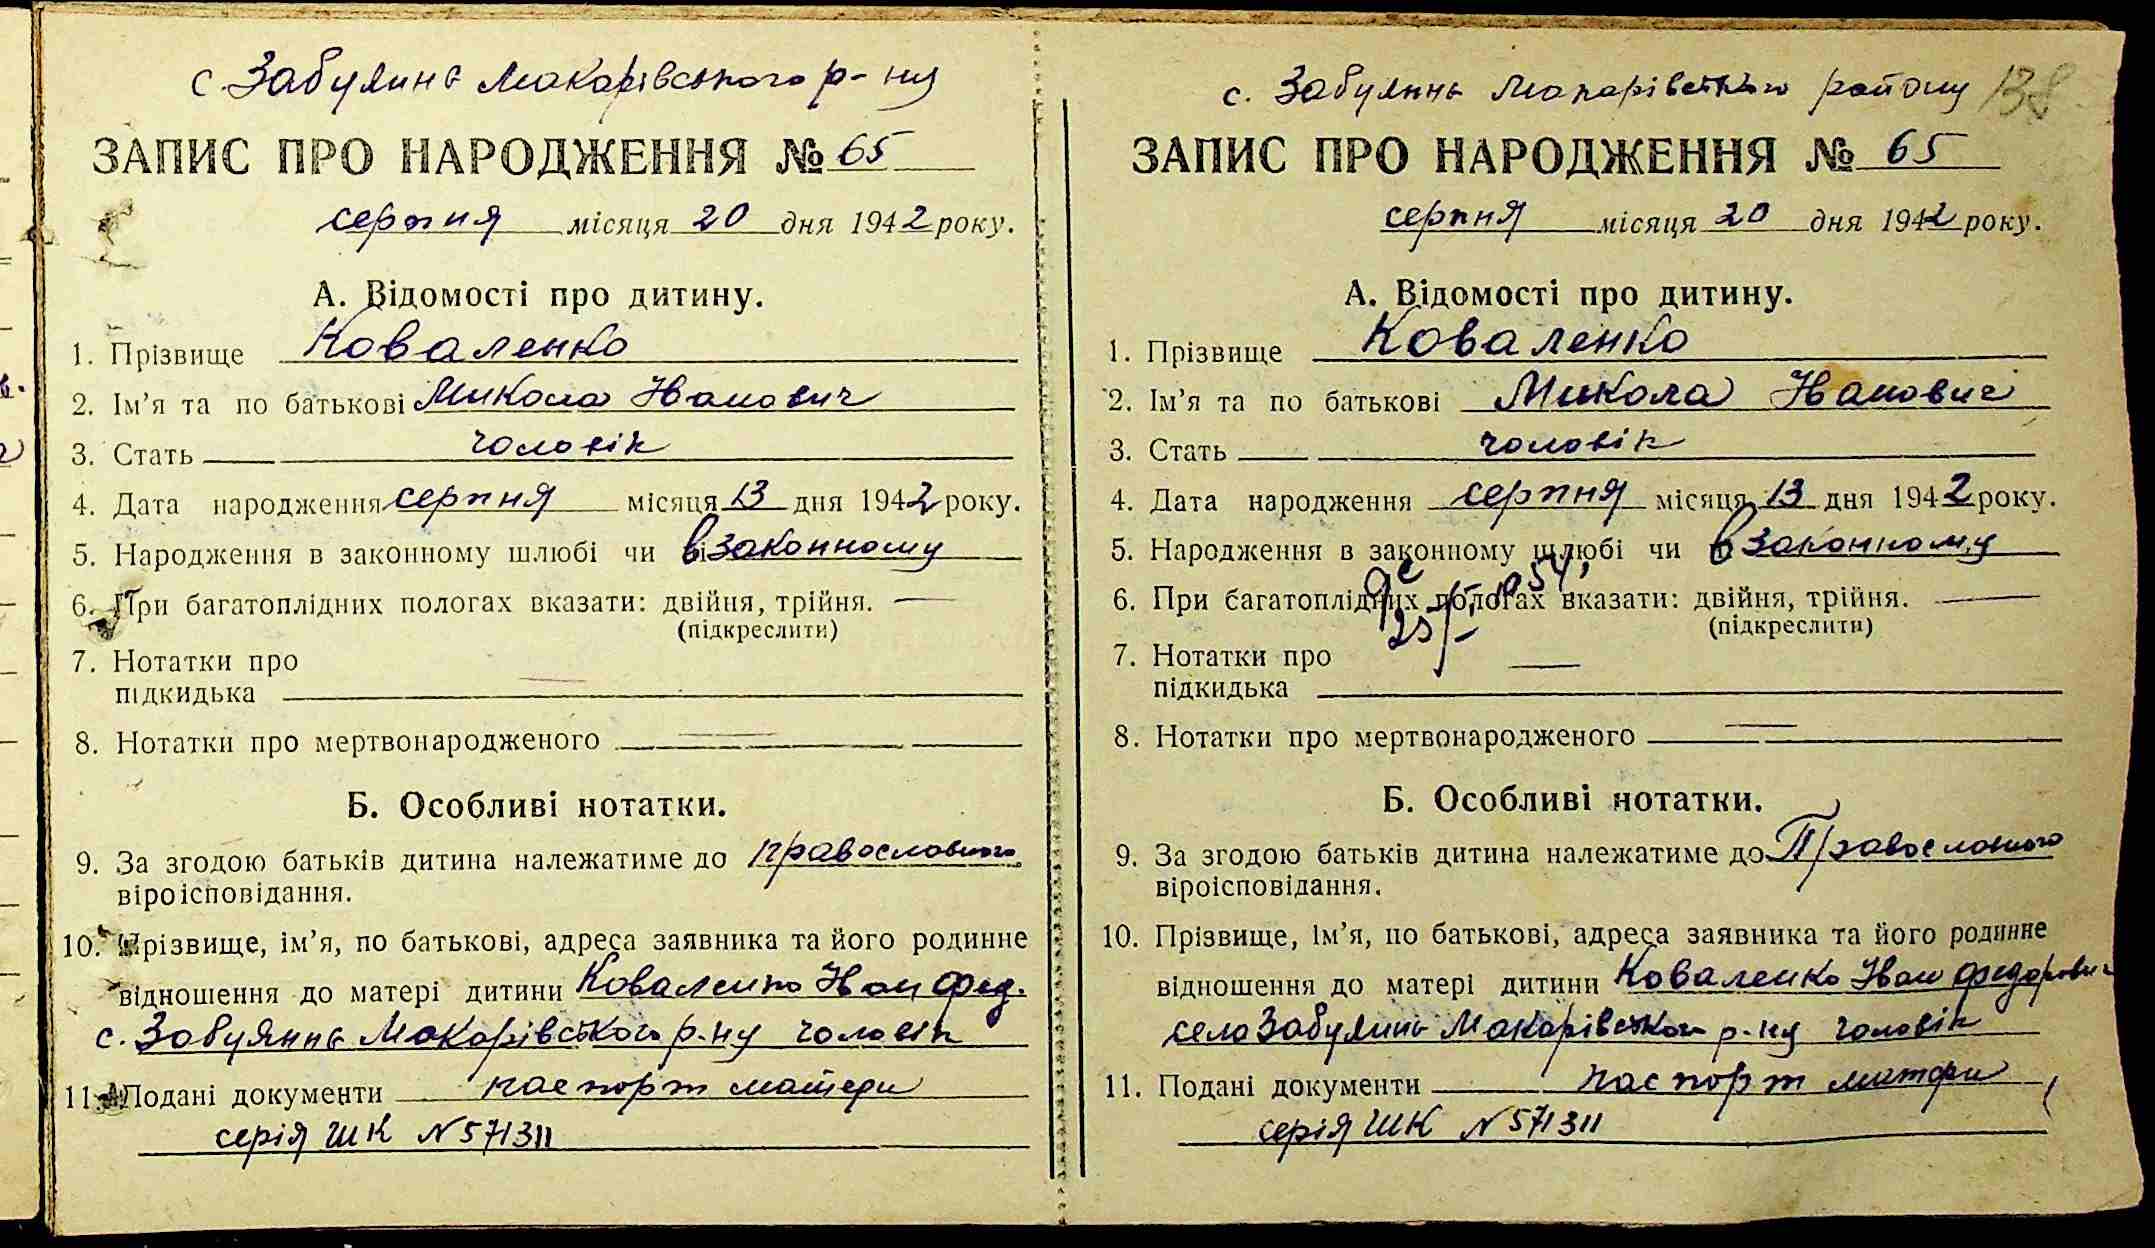 с. Забуянь Макарівського р-ну
ЗАПИС ПРО НАРОДЖЕННЯ № 65
серпня місяця 20 дня 1942 року.
А. Відомості про дитину.
1. Прізвище Коваленко
2. Ім'я та по батькові Микола Іванович
3. Стать чоловік
4. Дата народження серпня місяця 13 дня 1942 року.
5. Народження в законному шлюбі чи ві законному
6. При багатоплідних пологах вказати: двійня, трійня. —
(підкреслити)
7. Нотатки про
підкидька —
8. Нотатки про мертвонародженого —
Б. Особливі нотатки.
9. За згодою батьків дитина належатиме до православного
віроісповідання.
10. Прізвище, ім'я, по батькові, адреса заявника та його родинне
відношення до матері дитини Коваленко Іван Фед.
с. Забуяннь Макарівського р-ну чоловік
11. Подані документи паспорт матери
серія ШК N 571311
с. Забуянь Макарівського району 138
ЗАПИС ПРО НАРОДЖЕННЯ № 65
серпня місяця 20 дня 1942 року.
А. Відомості про дитину.
1. Прізвище Коваленко
2. Ім'я та по батькові Микола Іванович
3. Стать чоловік
4. Дата народження серпня місяця 13 дня 1942 року.
5. Народження в законному шлюбі чи в законному
6. При багатоплідних пологах вказати: двійня, трійня. —
(підкреслити)
7. Нотатки про —
підкидька
8. Нотатки про мертвонародженого —
Б. Особливі нотатки.
9. За згодою батьків дитина належатиме до Православного
віроісповідання.
10. Прізвище, ім'я, по батькові, адреса заявника та його родинне
відношення до матері дитини Коваленко Іван Федорович
село Забуянь Макарівського р-ну чоловік
11. Подані документи паспорт матери
серія ШК N 571311